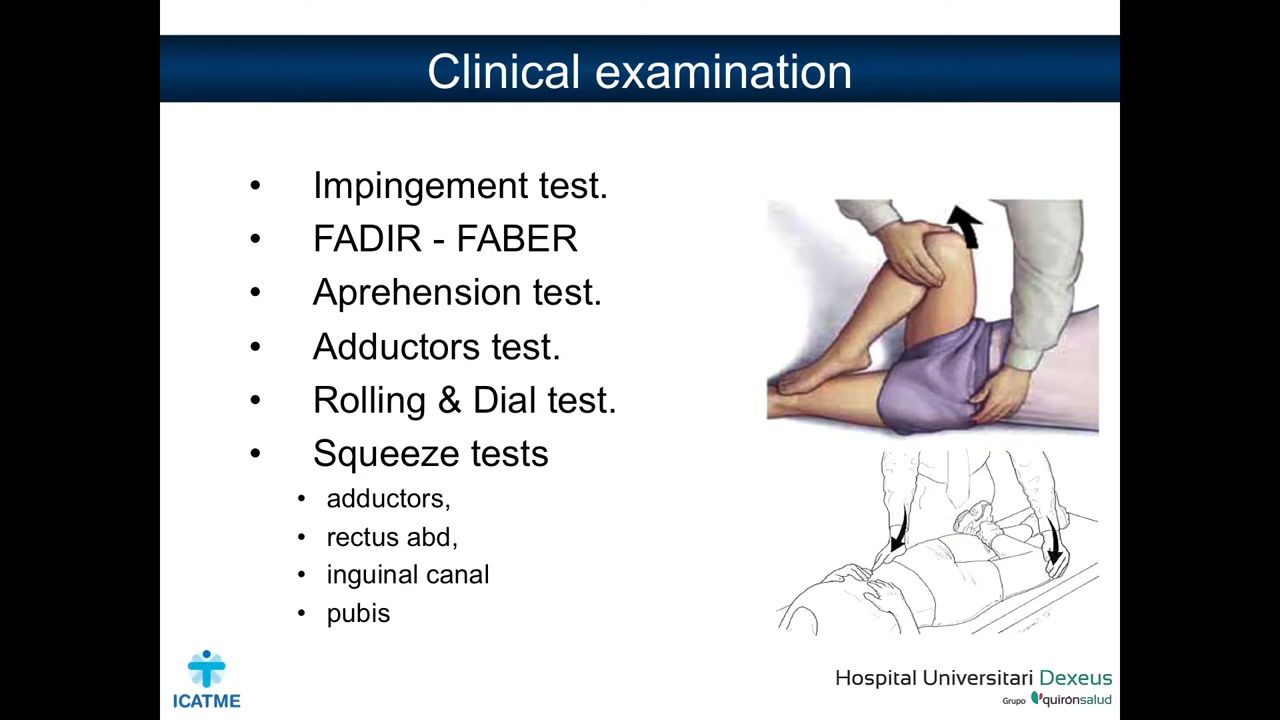 Clinical examination
• Impingement test.
• FADIR - FABER
• Aprehension test.
• Adductors test.
• Rolling & Dial test.
• Squeeze tests
• adductors,
• rectus abd,
• inguinal canal
• pubis
ICATME
Hospital Universitari Dexeus
Grupo quirónsalud